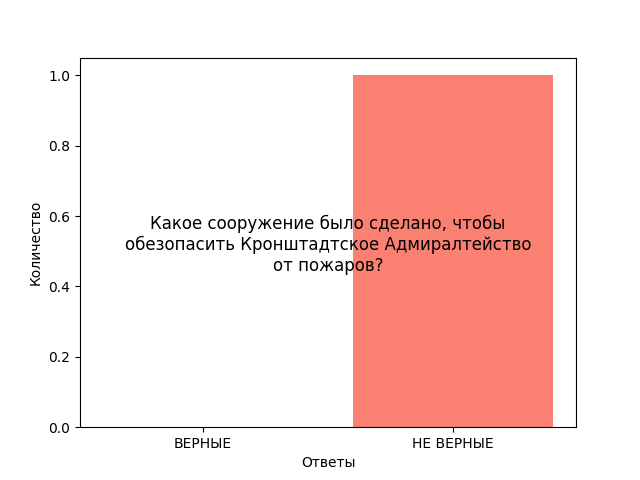 1.0
0.8
0.6
0.4
0.2
0.0
Количество
Какое сооружение было сделано, чтобы
обезопасить Кронштадтское Адмиралтейство
от пожаров?
ВЕРНЫЕ
НЕ ВЕРНЫЕ
Ответы